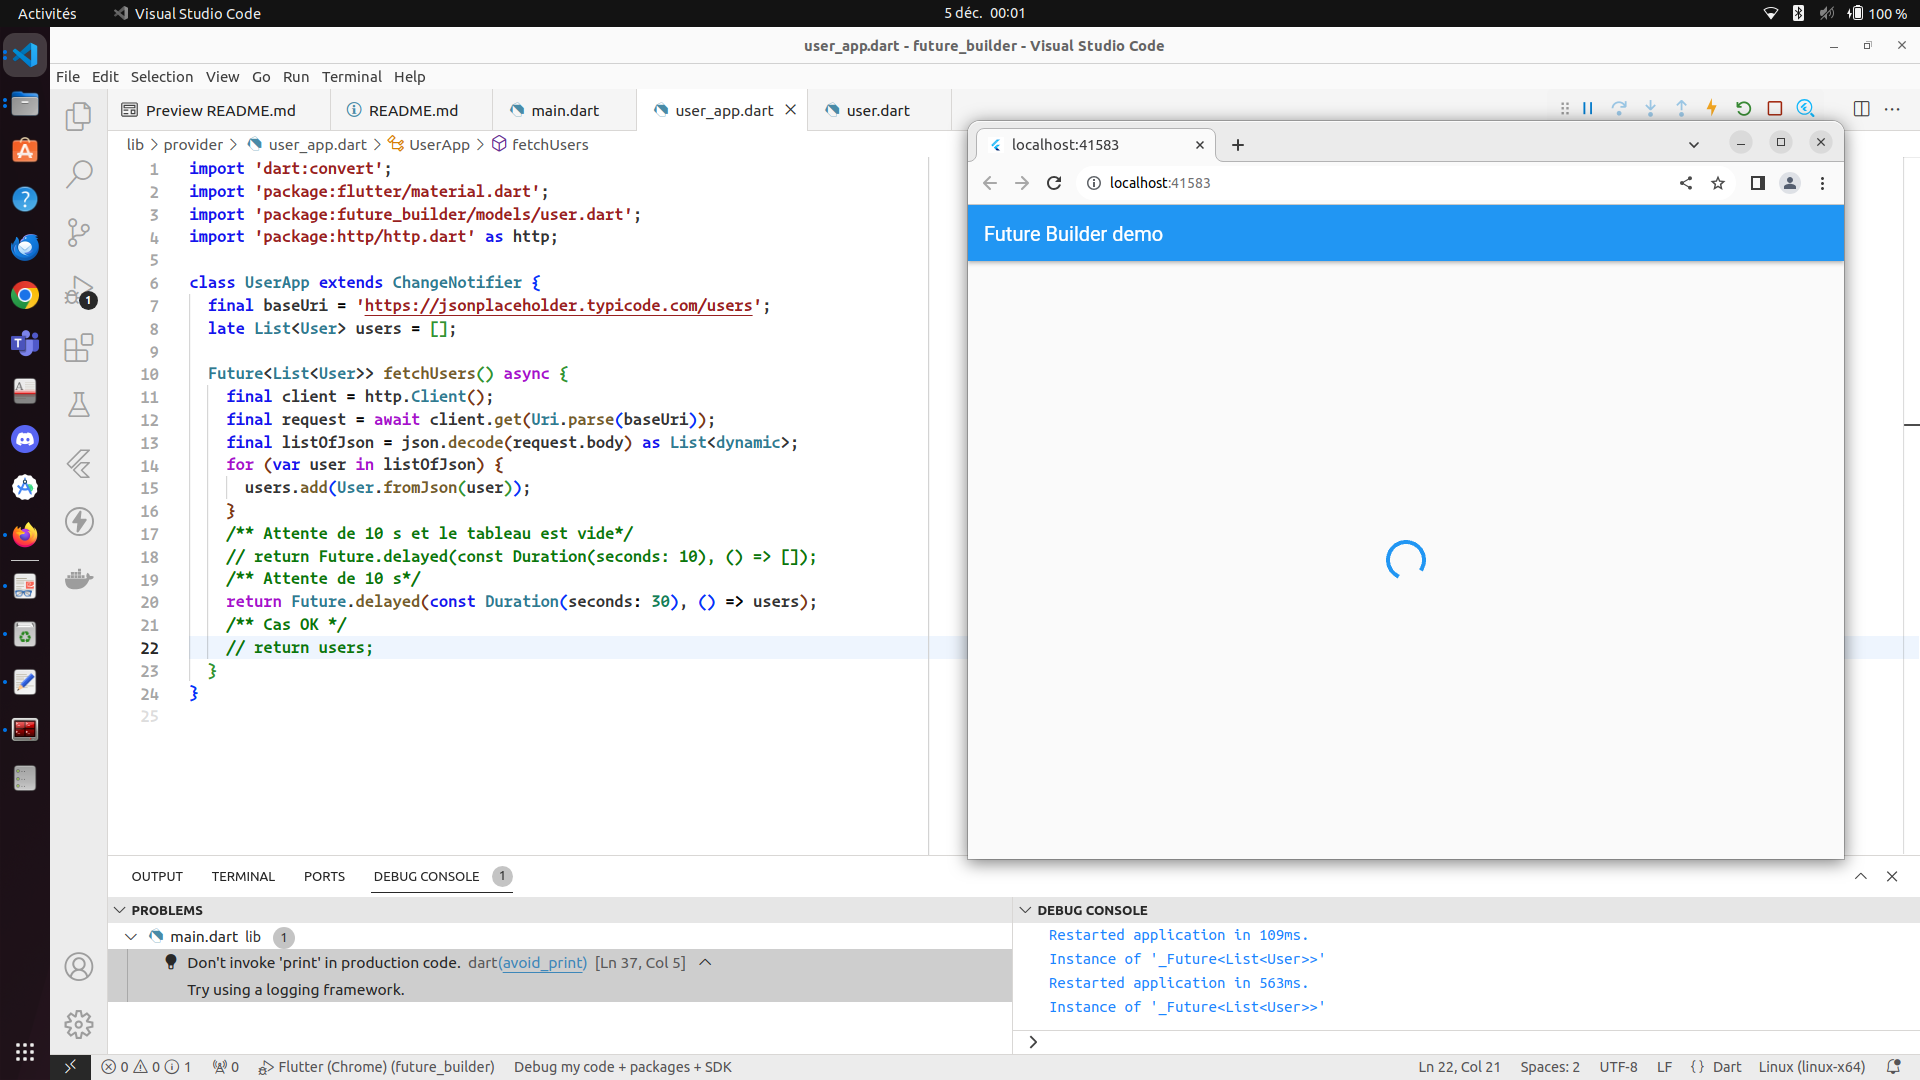 Activités
Visual Studio Code
5 déc. 00:01
100 %
user_app.dart - future_builder - Visual Studio Code
File Edit Selection View Go Run Terminal Help
Preview README.md
README.md
main.dart
user_app.dart
user.dart
lib > provider > user_app.dart > UserApp > fetchUsers
1 import 'dart:convert';
2 import 'package:flutter/material.dart';
3 import 'package:future_builder/models/user.dart';
4 import 'package:http/http.dart' as http;
5
6 class UserApp extends ChangeNotifier {
7 final baseUri = 'https://jsonplaceholder.typicode.com/users';
8 late List<User> users = [];
9
10 Future<List<User>> fetchUsers() async {
11 final client = http.Client();
12 final request = await client.get(Uri.parse(baseUri));
13 final listOfJson = json.decode(request.body) as List<dynamic>;
14 for (var user in listOfJson) {
15 users.add(User.fromJson(user));
16 }
17 /** Attente de 10 s et le tableau est vide*/
18 // return Future.delayed(const Duration(seconds: 10), () => []);
19 /** Attente de 10 s*/
20 return Future.delayed(const Duration(seconds: 30), () => users);
21 /** Cas OK */
22 // return users;
23 }
24 }
25
1
localhost:41583
localhost:41583
Future Builder demo
OUTPUT TERMINAL PORTS DEBUG CONSOLE 1
PROBLEMS
main.dart lib 1
Don't invoke 'print' in production code. dart(avoid_print) [Ln 37, Col 5]
Try using a logging framework.
DEBUG CONSOLE
Restarted application in 109ms.
Instance of '_Future<List<User>>'
Restarted application in 563ms.
Instance of '_Future<List<User>>'
0 0 1 0 Flutter (Chrome) (future_builder) Debug my code + packages + SDK
Ln 22, Col 21 Spaces: 2 UTF-8 LF {} Dart Linux (linux-x64)